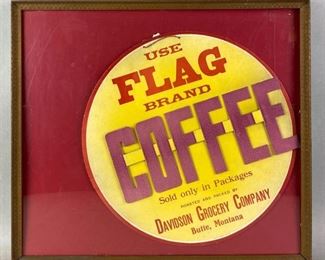 USE
FLAG
BRAND
COFFEE
Sold only in Packages
ROASTED AND PACKED BY
DAVIDSON GROCERY COMPANY
Butte, Montana